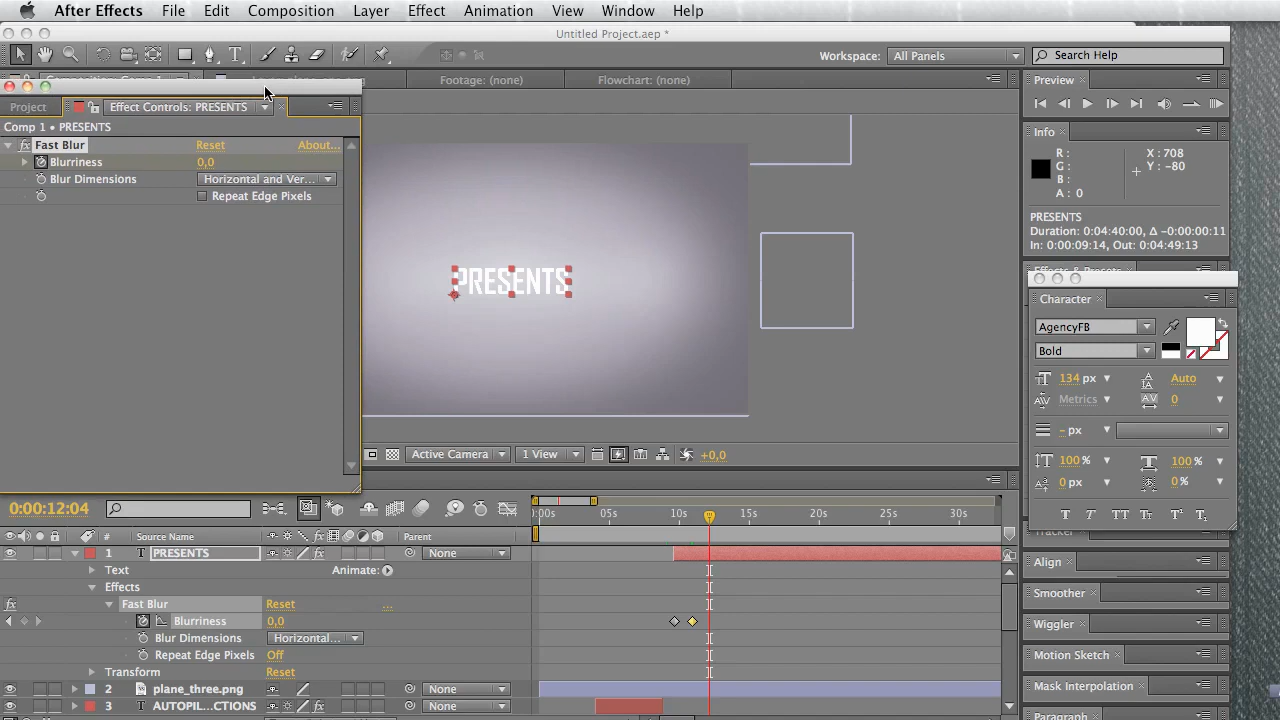 After Effects File Edit Composition Layer Effect Animation View Window Help
Untitled Project.aep *
Workspace: All Panels Search Help
Footage: (none) Flowchart: (none)
Preview
Project Effect Controls: PRESENTS
Comp 1 • PRESENTS
Fast Blur Reset About...
Blurriness 0,0
Blur Dimensions Horizontal and Ver...
Repeat Edge Pixels
PRESENTS
Info
R :
G :
B :
A : 0
X : 708
Y : -80
PRESENTS
Duration: 0:04:40:00, Δ -0:00:00:11
In: 0:00:09:14, Out: 0:04:49:13
Character
AgencyFB
Bold
134 px Auto
Metrics 0
- px
100 % 100 %
0 px 0 %
T T TT Tr T¹ T₁
Active Camera 1 View +0,0
0:00:12:04
:00s 05s 10s 15s 20s 25s 30s
# Source Name Parent
1 T PRESENTS None
Text Animate:
Effects
Fast Blur Reset ...
Blurriness 0,0
Blur Dimensions Horizontal...
Repeat Edge Pixels Off
Transform Reset
2 plane_three.png None
3 T AUTOPIL...CTIONS None
Align
Smoother
Wiggler
Motion Sketch
Mask Interpolation
Paragraph